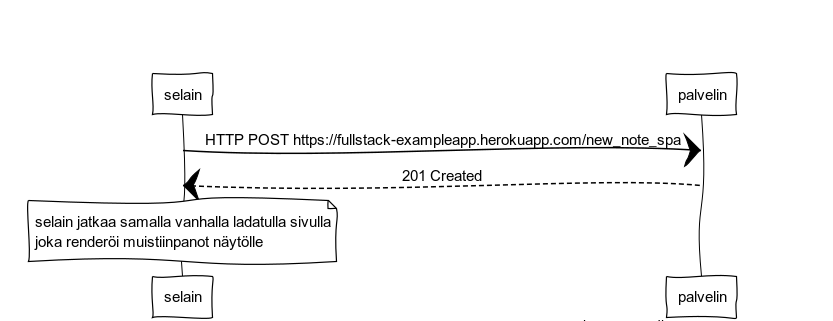 selain
palvelin
HTTP POST https://fullstack-exampleapp.herokuapp.com/new_note_spa
201 Created
selain jatkaa samalla vanhalla ladatulla sivulla
joka renderöi muistiinpanot näytölle
selain
palvelin